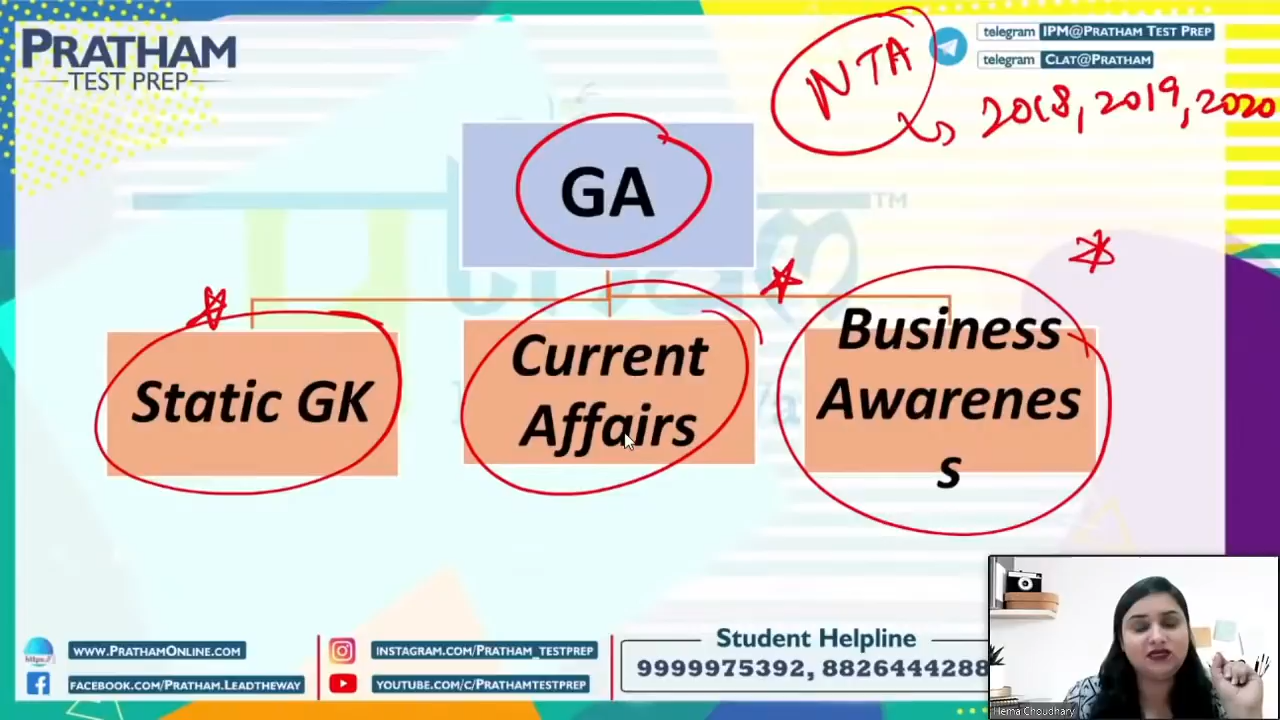 PRATHAM
TEST PREP
NTA
telegram IPM@PRATHAM TEST PREP
telegram CLAT@PRATHAM
2018, 2019, 2020
GA
TM
Static GK
Current
Affairs
Business
Awarenes
s
https://
www.PrathamOnline.com
instagram.com/Pratham_testprep
facebook.com/Pratham.Leadtheway
youtube.com/c/Prathamtestprep
Student Helpline
9999975392, 8826444288
Hema Choudhary